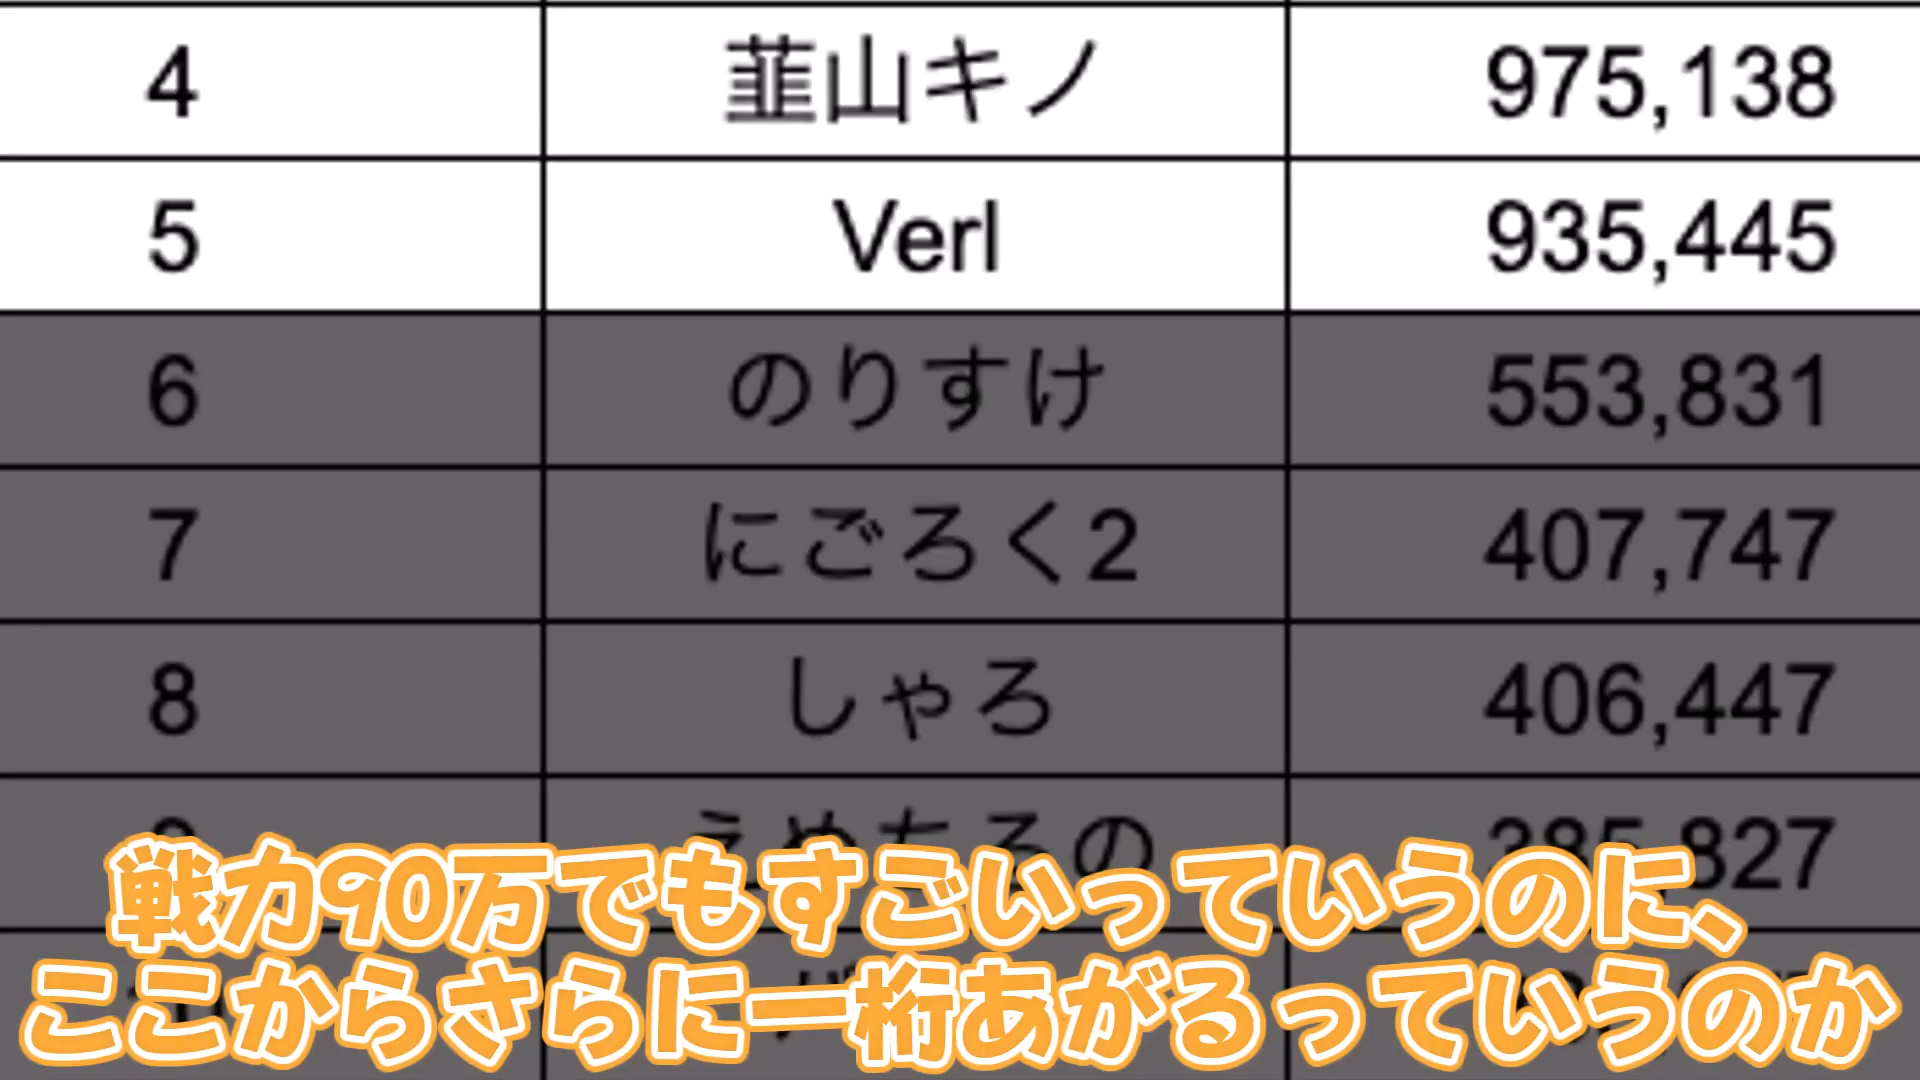 4 韮山キノ 975,138
5 Verl 935,445
6 のりすけ 553,831
7 にごろく2 407,747
8 しゃろ 406,447
戦力90万でもすごいっていうのに、
ここからさらに一桁あがるっていうのか